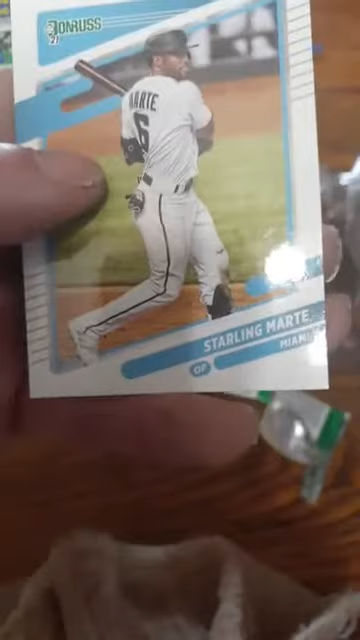 DONRUSS
21
MARTE
6
STARLING MARTE
OF
MIAMI